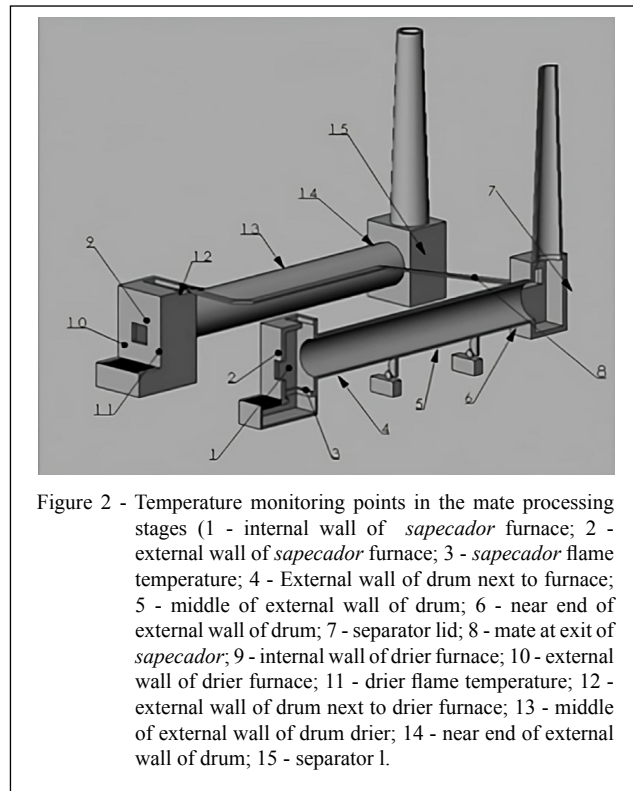 15
14
13
12
7
9
10
2
11
1
3
4
5
6
8
Figure 2 - Temperature monitoring points in the mate processing
stages (1 - internal wall of sapecador furnace; 2 -
external wall of sapecador furnace; 3 - sapecador flame
temperature; 4 - External wall of drum next to furnace;
5 - middle of external wall of drum; 6 - near end of
external wall of drum; 7 - separator lid; 8 - mate at exit of
sapecador; 9 - internal wall of drier furnace; 10 - external
wall of drier furnace; 11 - drier flame temperature; 12 -
external wall of drum next to drier furnace; 13 - middle
of external wall of drum drier; 14 - near end of external
wall of drum; 15 - separator l.